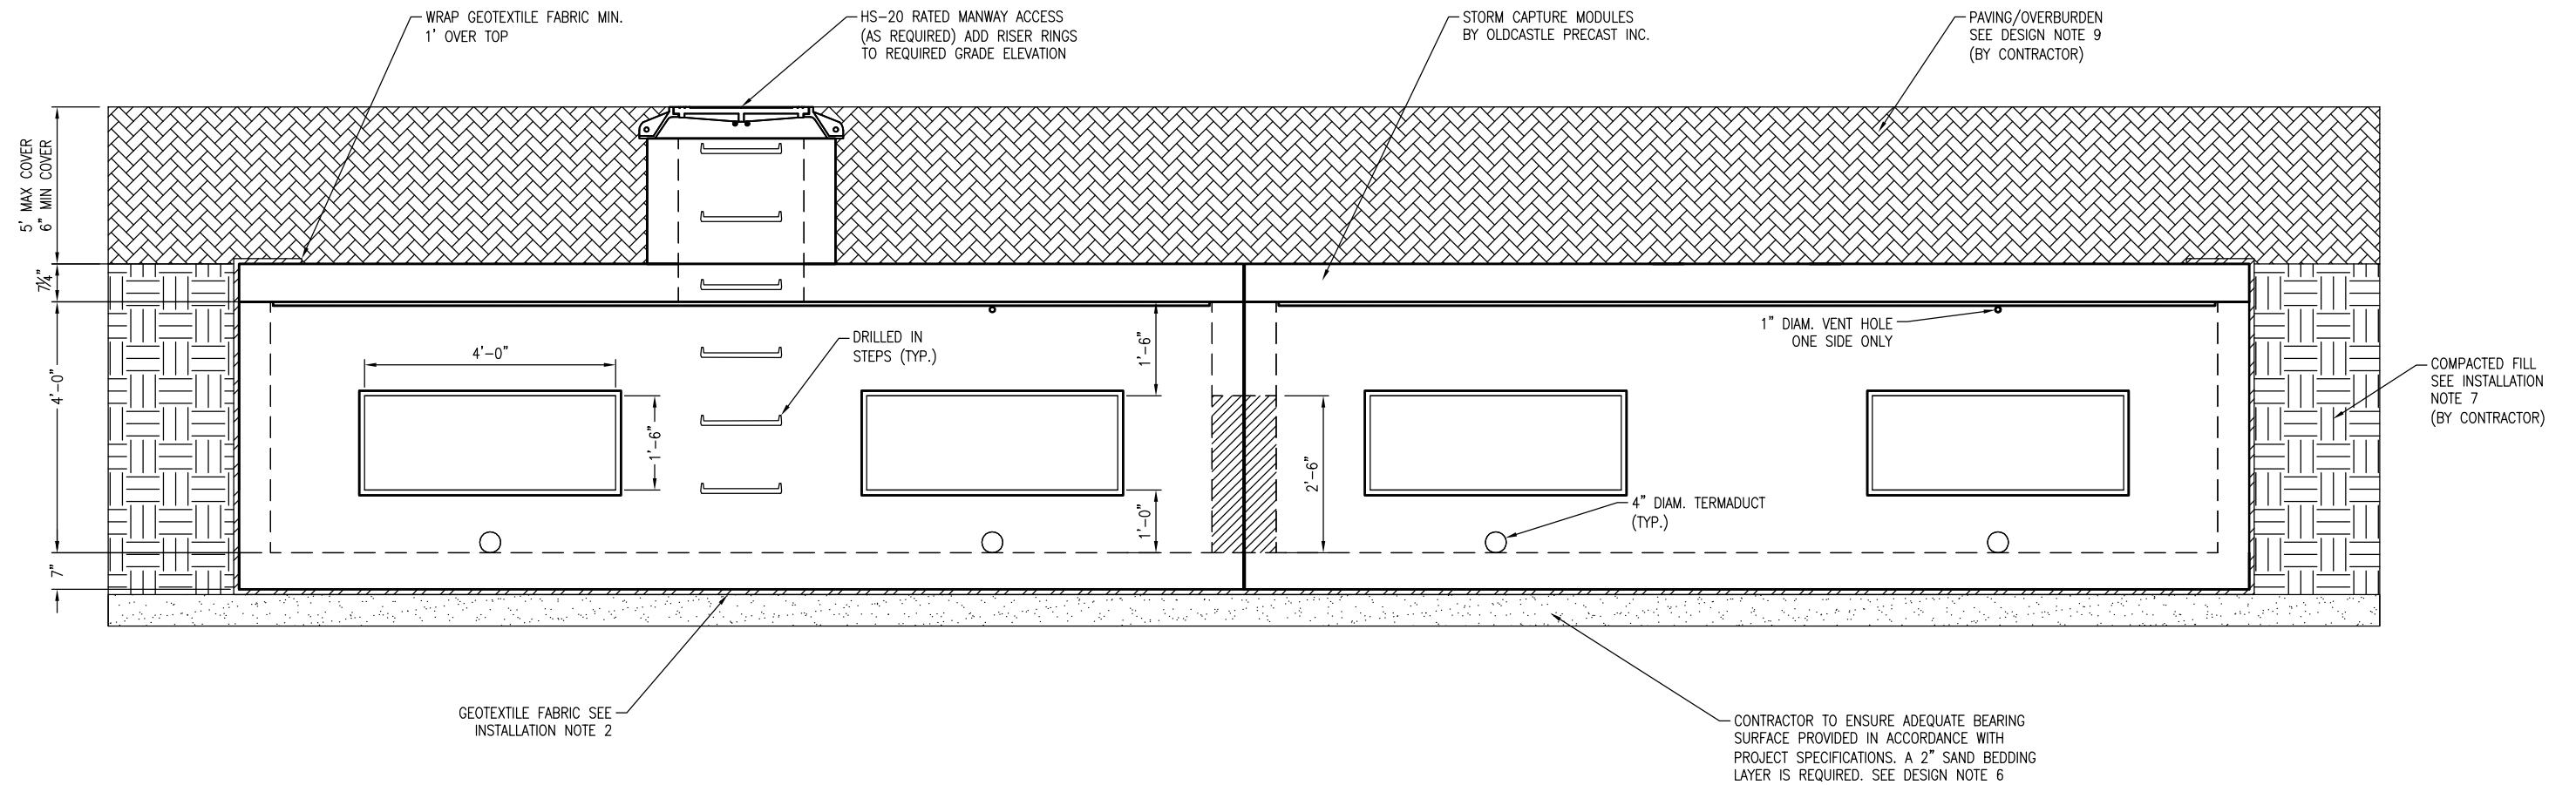 WRAP GEOTEXTILE FABRIC MIN.
1' OVER TOP
HS-20 RATED MANWAY ACCESS
(AS REQUIRED) ADD RISER RINGS
TO REQUIRED GRADE ELEVATION
STORM CAPTURE MODULES
BY OLDCASTLE PRECAST INC.
PAVING/OVERBURDEN
SEE DESIGN NOTE 9
(BY CONTRACTOR)
5' MAX COVER
6" MIN COVER
7¼"
4'-0"
7"
4'-0"
1'-6"
DRILLED IN
STEPS (TYP.)
1'-6"
1'-0"
2'-6"
1" DIAM. VENT HOLE
ONE SIDE ONLY
4" DIAM. TERMADUCT
(TYP.)
COMPACTED FILL
SEE INSTALLATION
NOTE 7
(BY CONTRACTOR)
GEOTEXTILE FABRIC SEE
INSTALLATION NOTE 2
CONTRACTOR TO ENSURE ADEQUATE BEARING
SURFACE PROVIDED IN ACCORDANCE WITH
PROJECT SPECIFICATIONS. A 2" SAND BEDDING
LAYER IS REQUIRED. SEE DESIGN NOTE 6